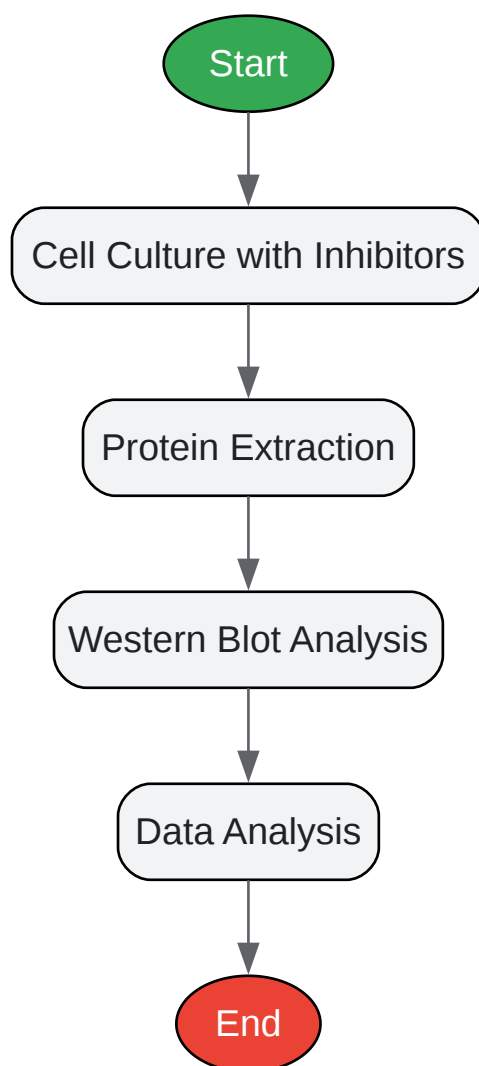 Start
Cell Culture with Inhibitors
Protein Extraction
Western Blot Analysis
Data Analysis
End